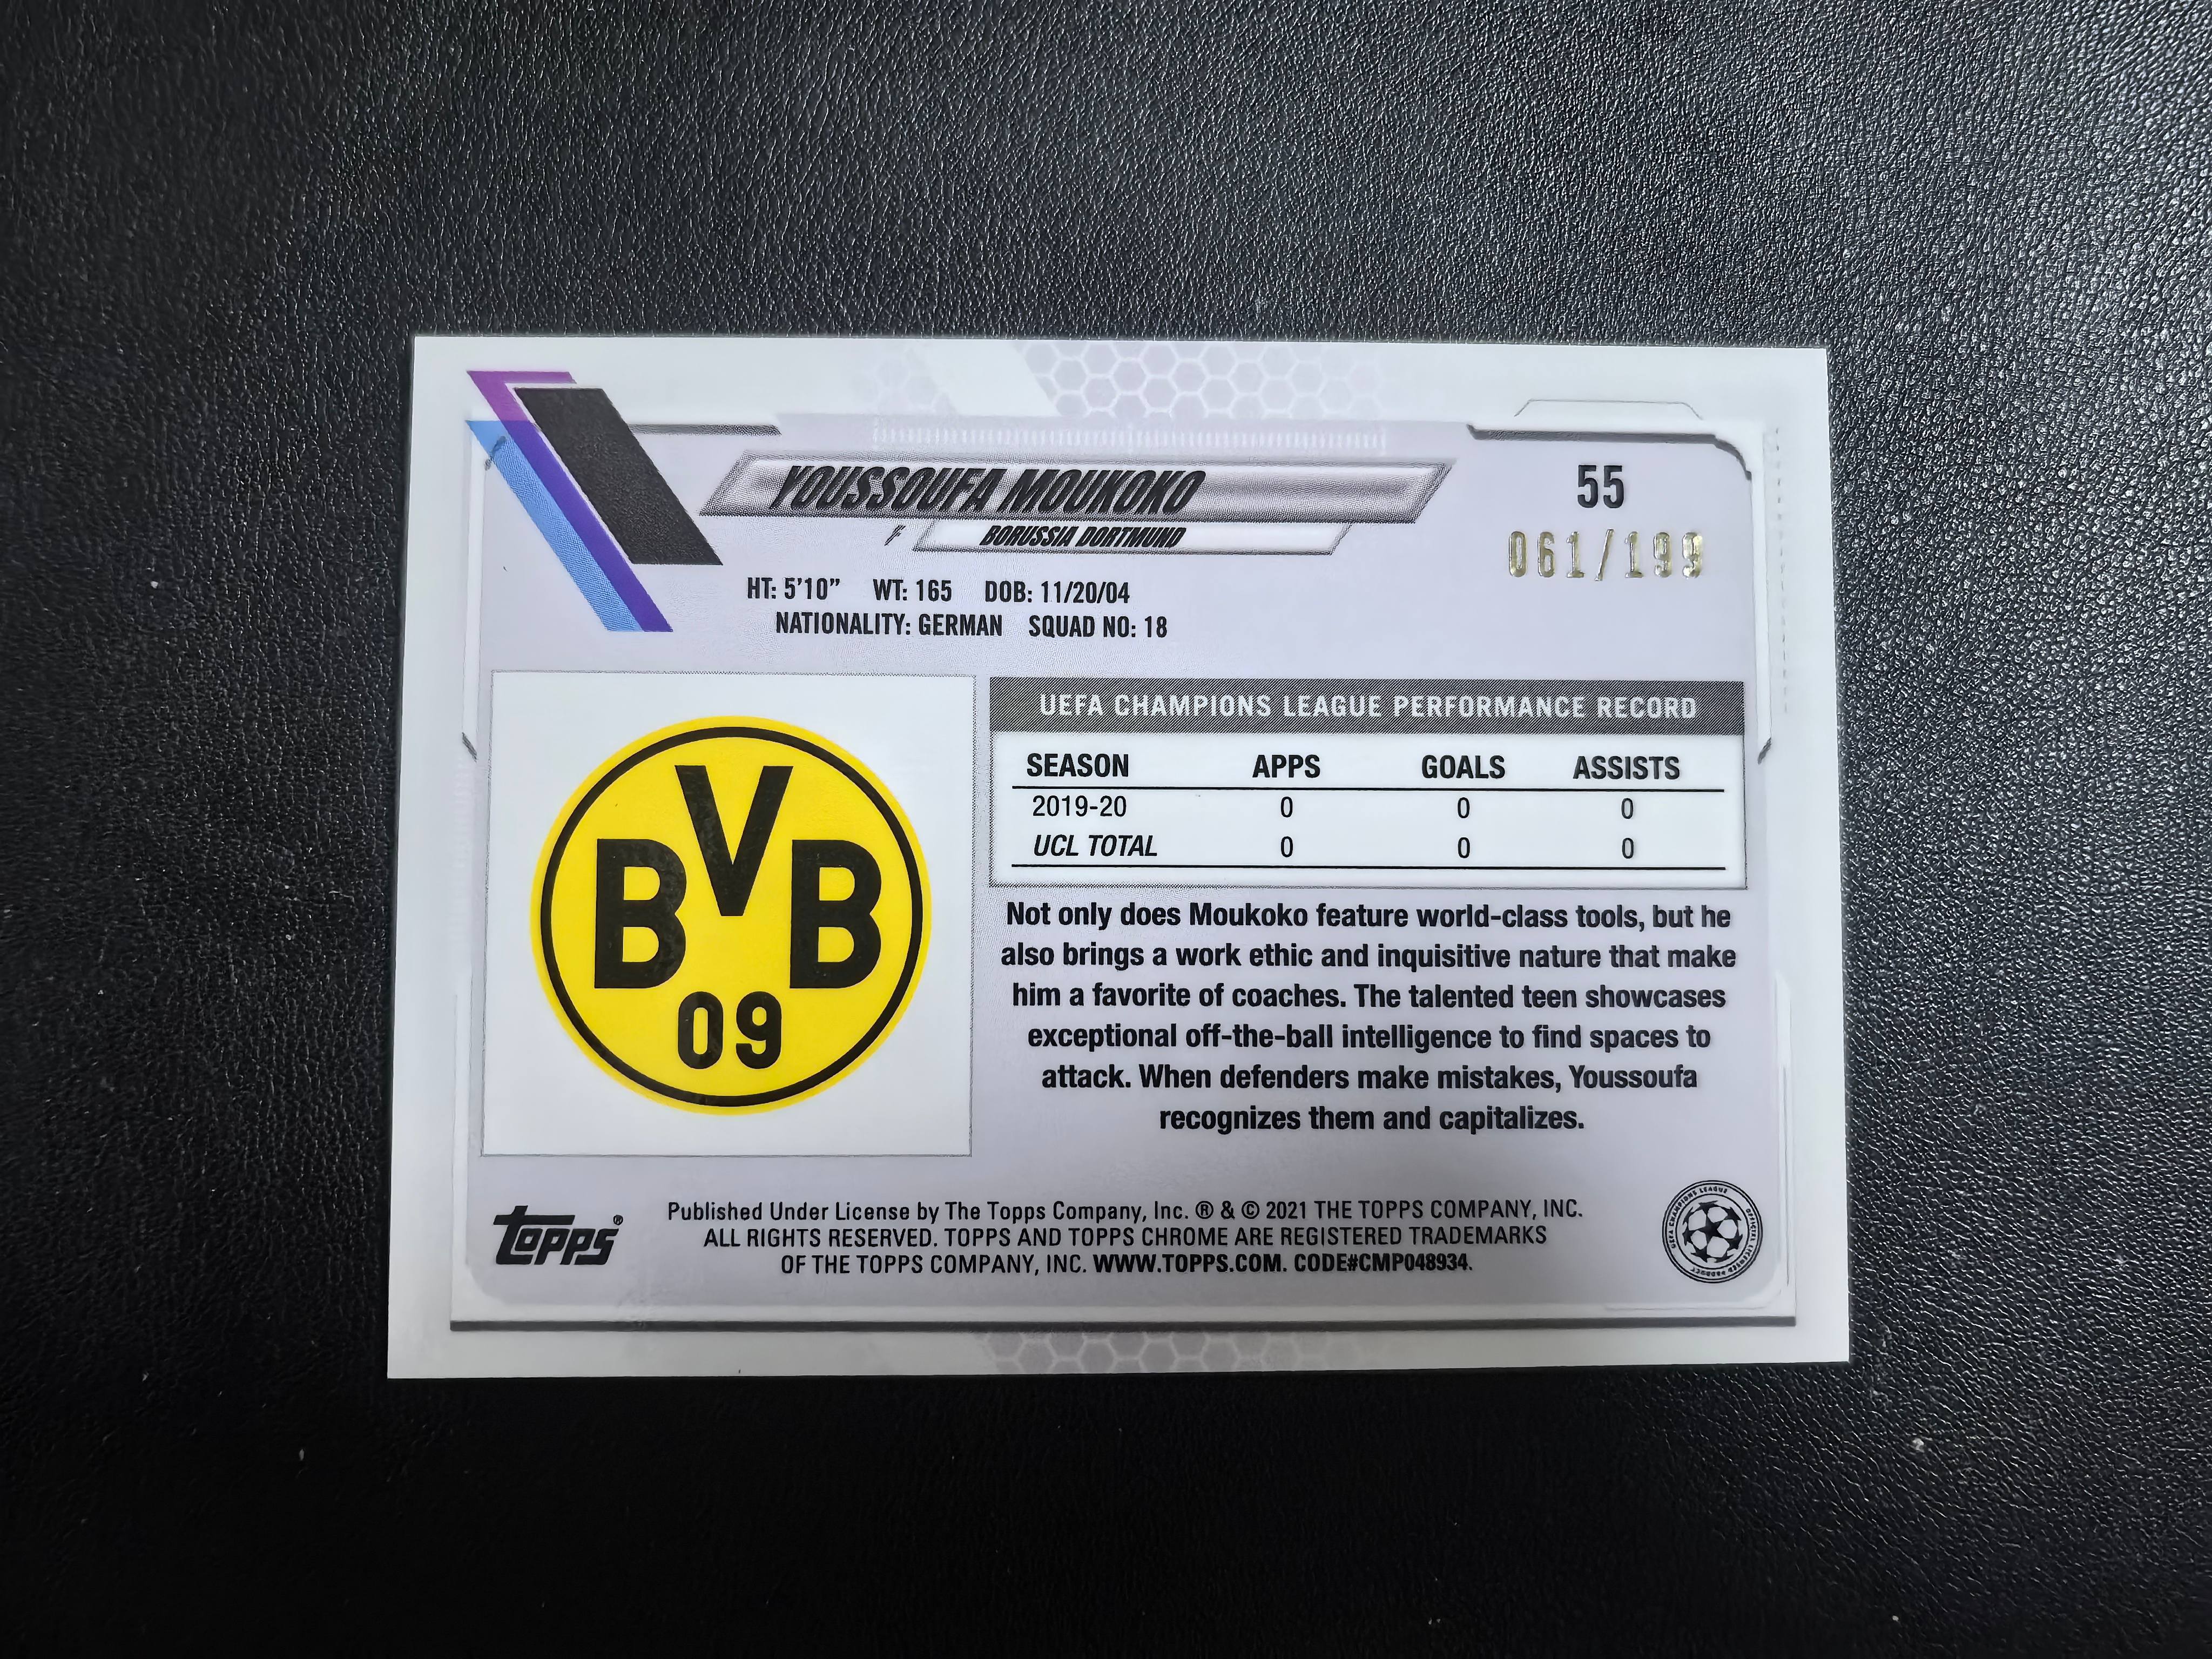 YOUSSOUFA MOUKOKO
55
F BORUSSIA DORTMUND
061/199
HT: 5'10" WT: 165 DOB: 11/20/04
NATIONALITY: GERMAN SQUAD NO: 18
BVB
09
UEFA CHAMPIONS LEAGUE PERFORMANCE RECORD
SEASON APPS GOALS ASSISTS
2019-20 0 0 0
UCL TOTAL 0 0 0
Not only does Moukoko feature world-class tools, but he
also brings a work ethic and inquisitive nature that make
him a favorite of coaches. The talented teen showcases
exceptional off-the-ball intelligence to find spaces to
attack. When defenders make mistakes, Youssoufa
recognizes them and capitalizes.
Topps®
Published Under License by The Topps Company, Inc. ® & © 2021 THE TOPPS COMPANY, INC.
ALL RIGHTS RESERVED. TOPPS AND TOPPS CHROME ARE REGISTERED TRADEMARKS
OF THE TOPPS COMPANY, INC. WWW.TOPPS.COM. CODE#CMP048934.
UEFA CHAMPIONS LEAGUE
OFFICIAL LICENSED PRODUCT